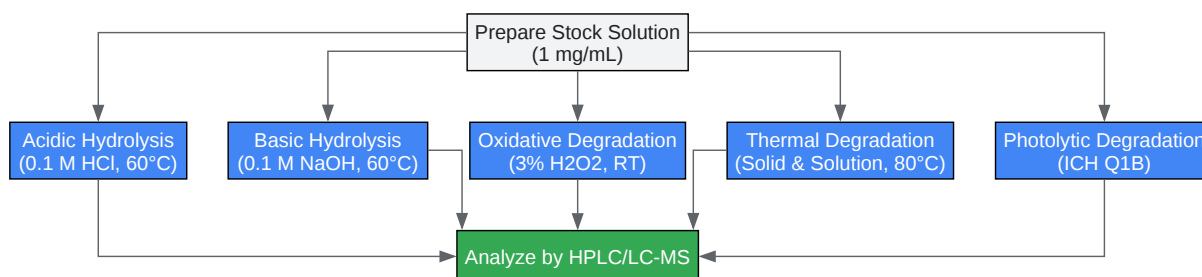 Prepare Stock Solution
(1 mg/mL)
Acidic Hydrolysis
(0.1 M HCl, 60°C)
Basic Hydrolysis
(0.1 M NaOH, 60°C)
Oxidative Degradation
(3% H2O2, RT)
Thermal Degradation
(Solid & Solution, 80°C)
Photolytic Degradation
(ICH Q1B)
Analyze by HPLC/LC-MS